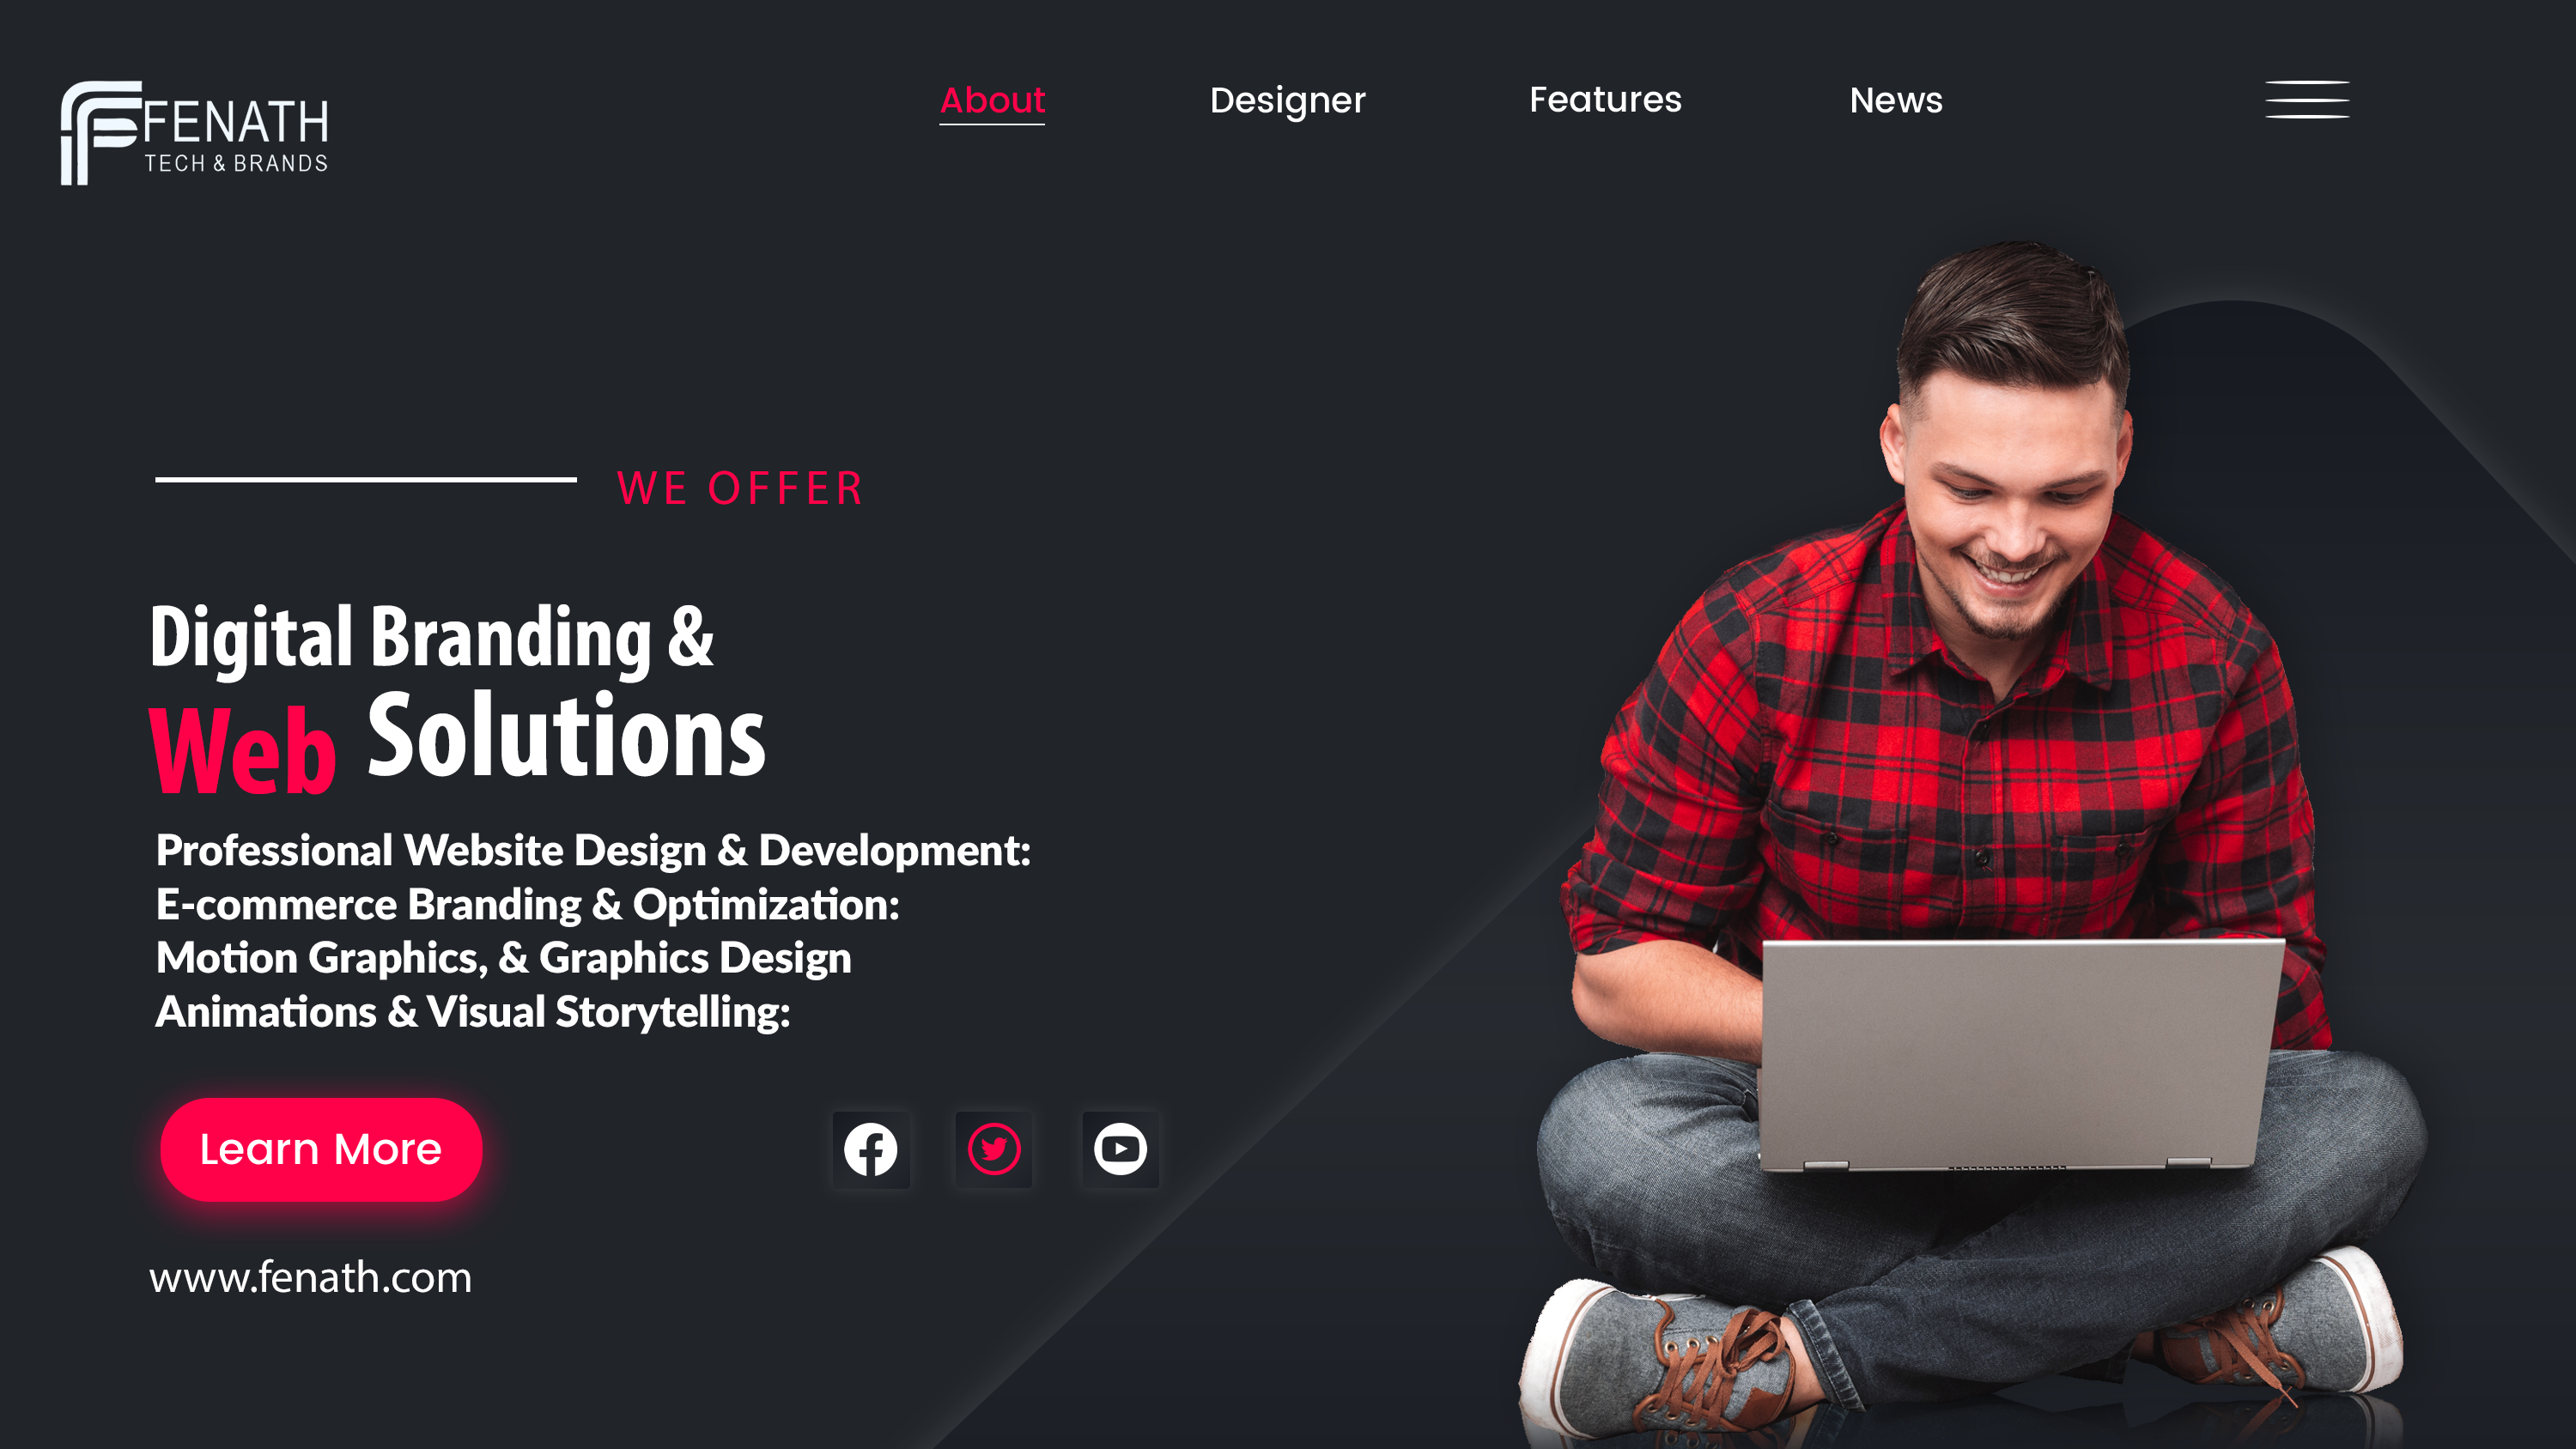 FENATH
TECH & BRANDS
About Designer Features News
WE OFFER
Digital Branding &
Web Solutions
Professional Website Design & Development:
E-commerce Branding & Optimization:
Motion Graphics, & Graphics Design
Animations & Visual Storytelling:
Learn More
www.fenath.com